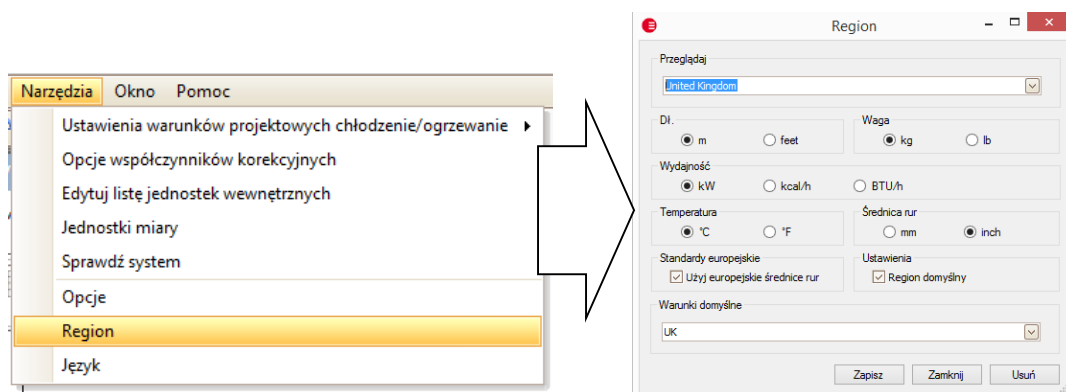 Narzędzia Okno Pomoc
Ustawienia warunków projektowych chłodzenie/ogrzewanie
Opcje współczynników korekcyjnych
Edytuj listę jednostek wewnętrznych
Jednostki miary
Sprawdź system
Opcje
Region
Język
Region
Przeglądaj
United Kingdom
Dł. Waga
m feet kg lb
Wydajność
kW kcal/h BTU/h
Temperatura Średnica rur
°C °F mm inch
Standardy europejskie Ustawienia
Użyj europejskie średnice rur Region domyślny
Warunki domyślne
UK
Zapisz Zamknij Usuń